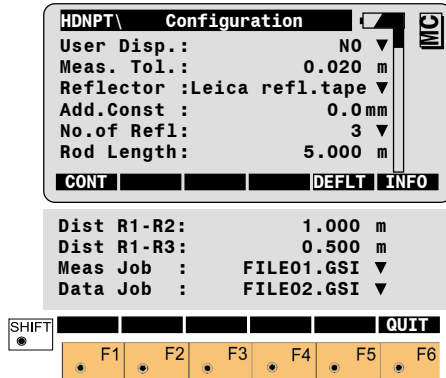 HDNPT\ Configuration
MC
User Disp.: NO ▼
Meas. Tol.: 0.020 m
Reflector :Leica refl.tape ▼
Add.Const : 0.0mm
No.of Refl: 3 ▼
Rod Length: 5.000 m
CONT DEFLT INFO
Dist R1-R2: 1.000 m
Dist R1-R3: 0.500 m
Meas Job : FILE01.GSI ▼
Data Job : FILE02.GSI ▼
SHIFT QUIT
F1 F2 F3 F4 F5 F6